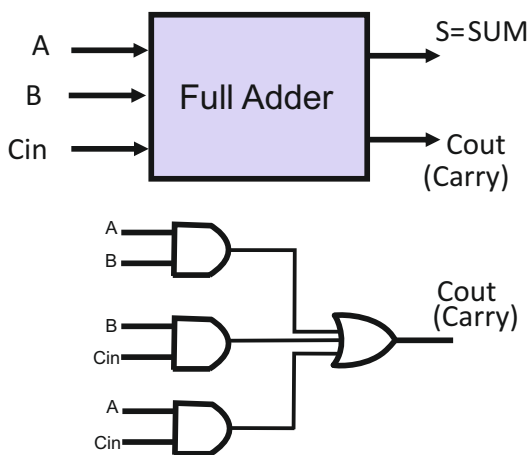 A
B
Cin
Full Adder
S=SUM
Cout
(Carry)
A
B
B
Cin
A
Cin
Cout
(Carry)